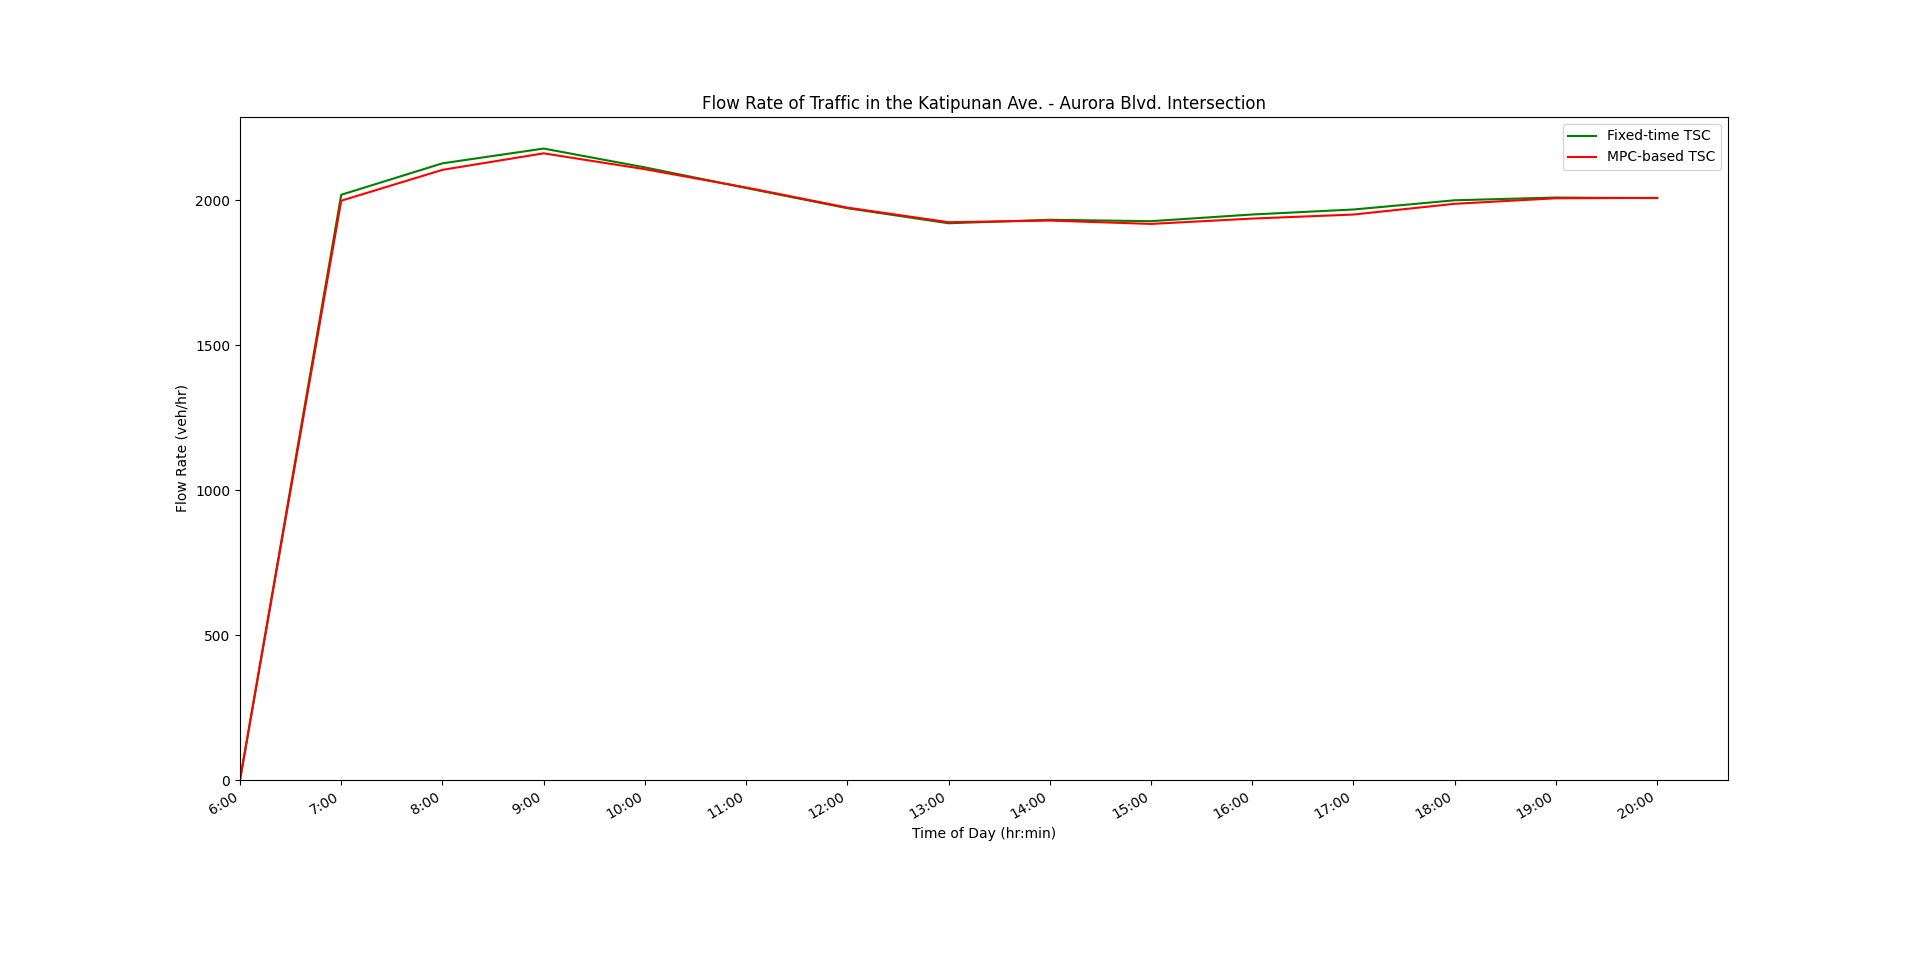 Flow Rate of Traffic in the Katipunan Ave. - Aurora Blvd. Intersection
Fixed-time TSC
MPC-based TSC
Flow Rate (veh/hr)
2000
1500
1000
500
0
6:00 7:00 8:00 9:00 10:00 11:00 12:00 13:00 14:00 15:00 16:00 17:00 18:00 19:00 20:00
Time of Day (hr:min)